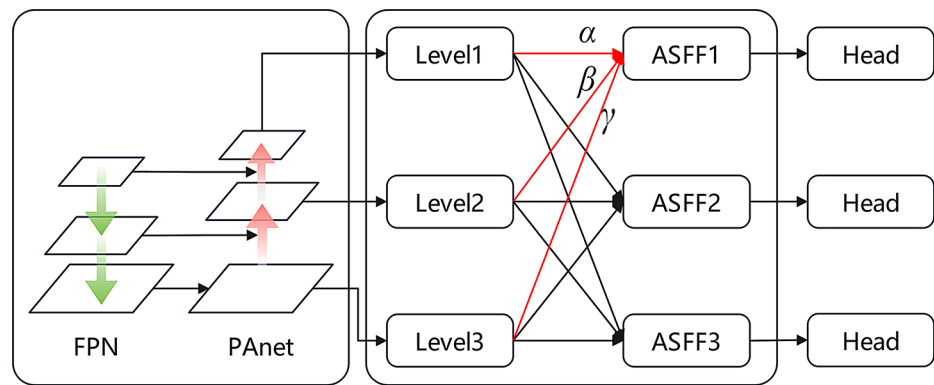 Level1
α
ASFF1
Head
β
γ
Level2
ASFF2
Head
Level3
ASFF3
Head
FPN
PAnet